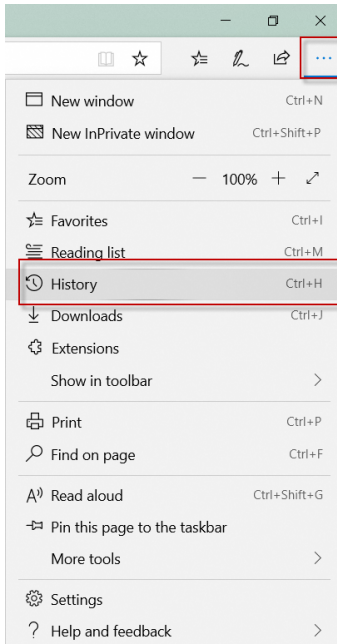 New window Ctrl+N
New InPrivate window Ctrl+Shift+P
Zoom 100%
Favorites Ctrl+I
Reading list Ctrl+M
History Ctrl+H
Downloads Ctrl+J
Extensions
Show in toolbar
Print Ctrl+P
Find on page Ctrl+F
Read aloud Ctrl+Shift+G
Pin this page to the taskbar
More tools
Settings
Help and feedback